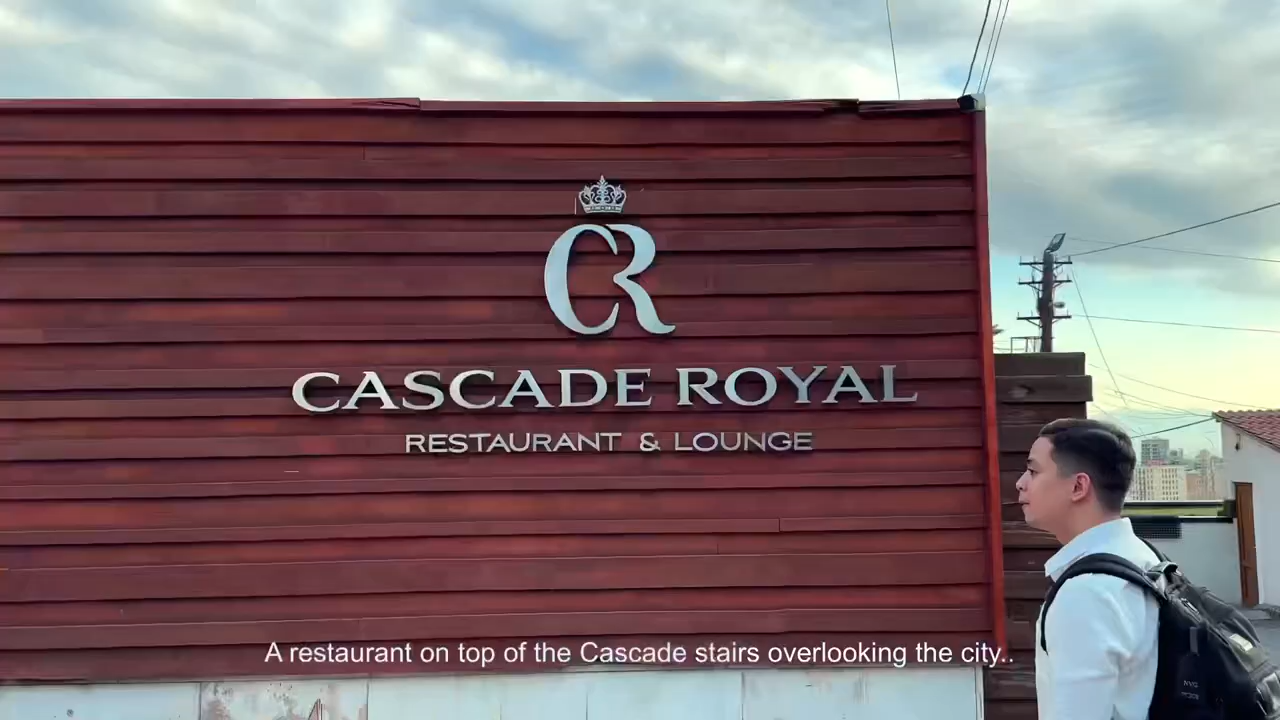 CR
CASCADE ROYAL
RESTAURANT & LOUNGE
A restaurant on top of the Cascade stairs overlooking the city..